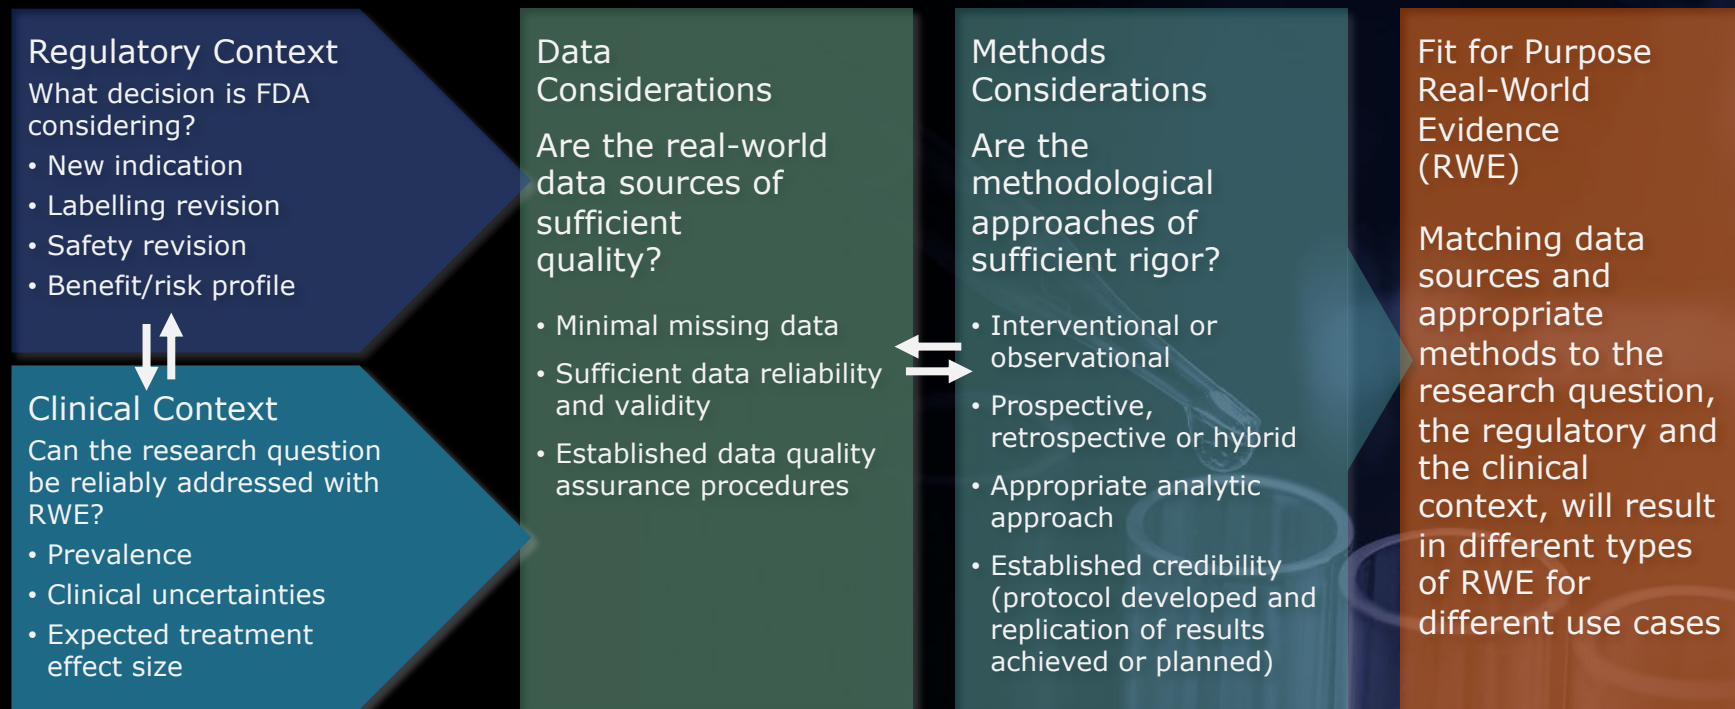 Regulatory Context
What decision is FDA
considering?
• New indication
• Labelling revision
• Safety revision
• Benefit/risk profile
Clinical Context
Can the research question
be reliably addressed with
RWE?
• Prevalence
• Clinical uncertainties
• Expected treatment
effect size
Data
Considerations
Are the real-world
data sources of
sufficient
quality?
• Minimal missing data
• Sufficient data reliability
and validity
• Established data quality
assurance procedures
Methods
Considerations
Are the
methodological
approaches of
sufficient rigor?
• Interventional or
observational
• Prospective,
retrospective or hybrid
• Appropriate analytic
approach
• Established credibility
(protocol developed and
replication of results
achieved or planned)
Fit for Purpose
Real-World
Evidence
(RWE)
Matching data
sources and
appropriate
methods to the
research question,
the regulatory and
the clinical
context, will result
in different types
of RWE for
different use cases